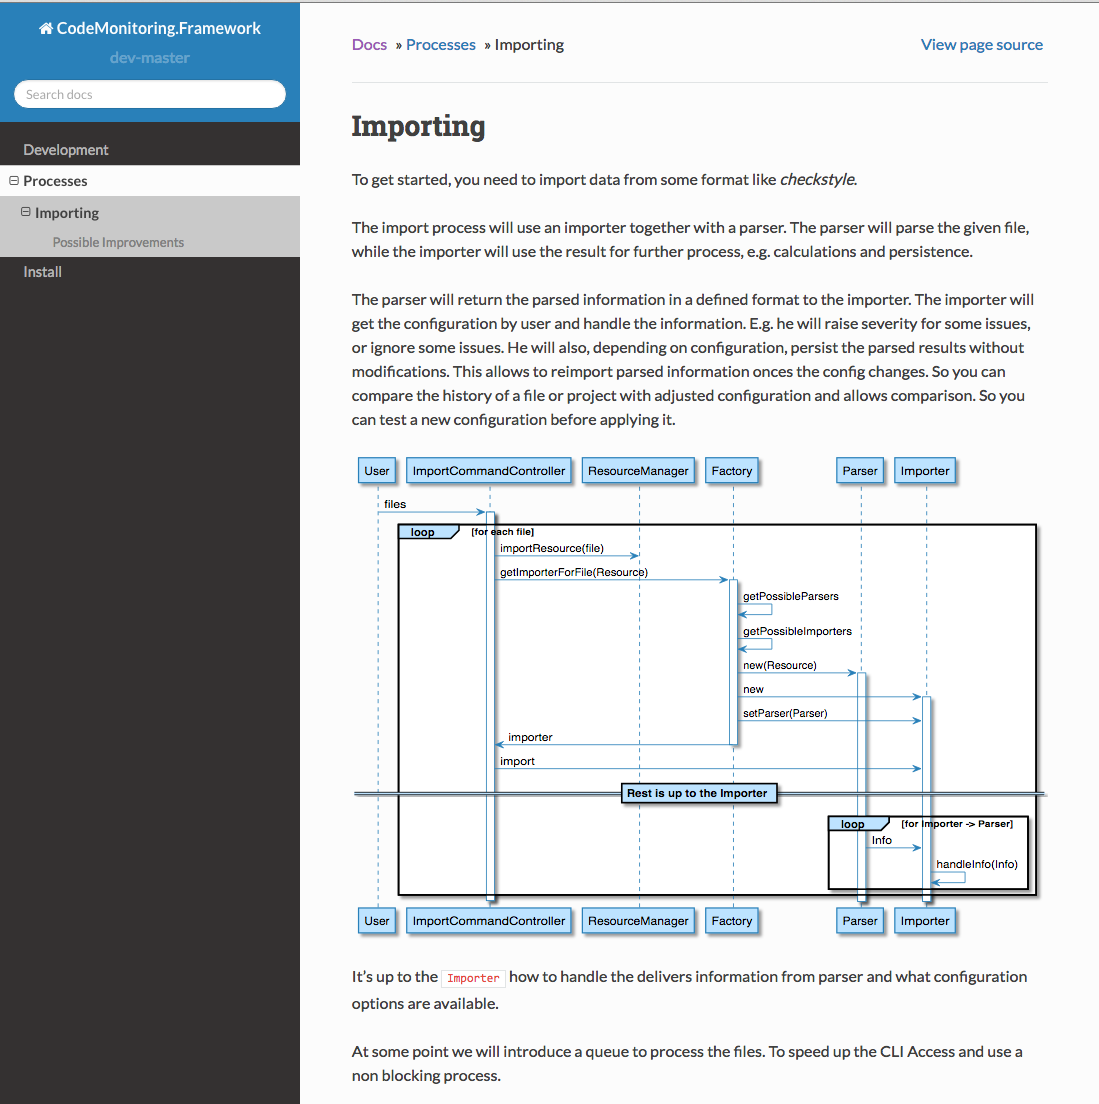 CodeMonitoring.Framework
dev-master
Search docs
Development
Processes
Importing
Possible Improvements
Install
Docs » Processes » Importing
View page source
Importing
To get started, you need to import data from some format like checkstyle.
The import process will use an importer together with a parser. The parser will parse the given file,
while the importer will use the result for further process, e.g. calculations and persistence.
The parser will return the parsed information in a defined format to the importer. The importer will
get the configuration by user and handle the information. E.g. he will raise severity for some issues,
or ignore some issues. He will also, depending on configuration, persist the parsed results without
modifications. This allows to reimport parsed information onces the config changes. So you can
compare the history of a file or project with adjusted configuration and allows comparison. So you
can test a new configuration before applying it.
User ImportCommandController ResourceManager Factory Parser Importer
files
loop [for each file]
importResource(file)
getImporterForFile(Resource)
getPossibleParsers
getPossibleImporters
new(Resource)
new
setParser(Parser)
importer
import
Rest is up to the Importer
loop [for Importer -> Parser]
Info
handleInfo(Info)
User ImportCommandController ResourceManager Factory Parser Importer
It's up to the Importer how to handle the delivers information from parser and what configuration
options are available.
At some point we will introduce a queue to process the files. To speed up the CLI Access and use a
non blocking process.